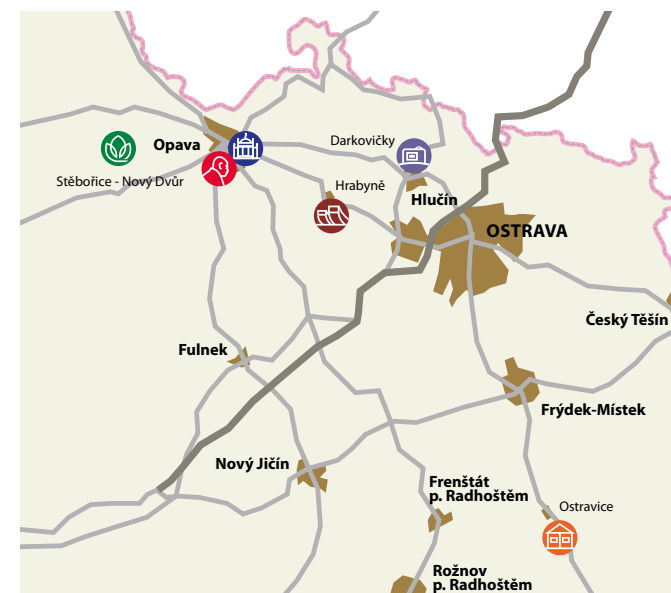 Opava
Darkovičky
Stěbořice - Nový Dvůr
Hrabyně
Hlučín
OSTRAVA
Český Těšín
Fulnek
Frýdek-Místek
Nový Jičín
Frenštát
p. Radhoštěm
Ostravice
Rožnov
p. Radhoštěm